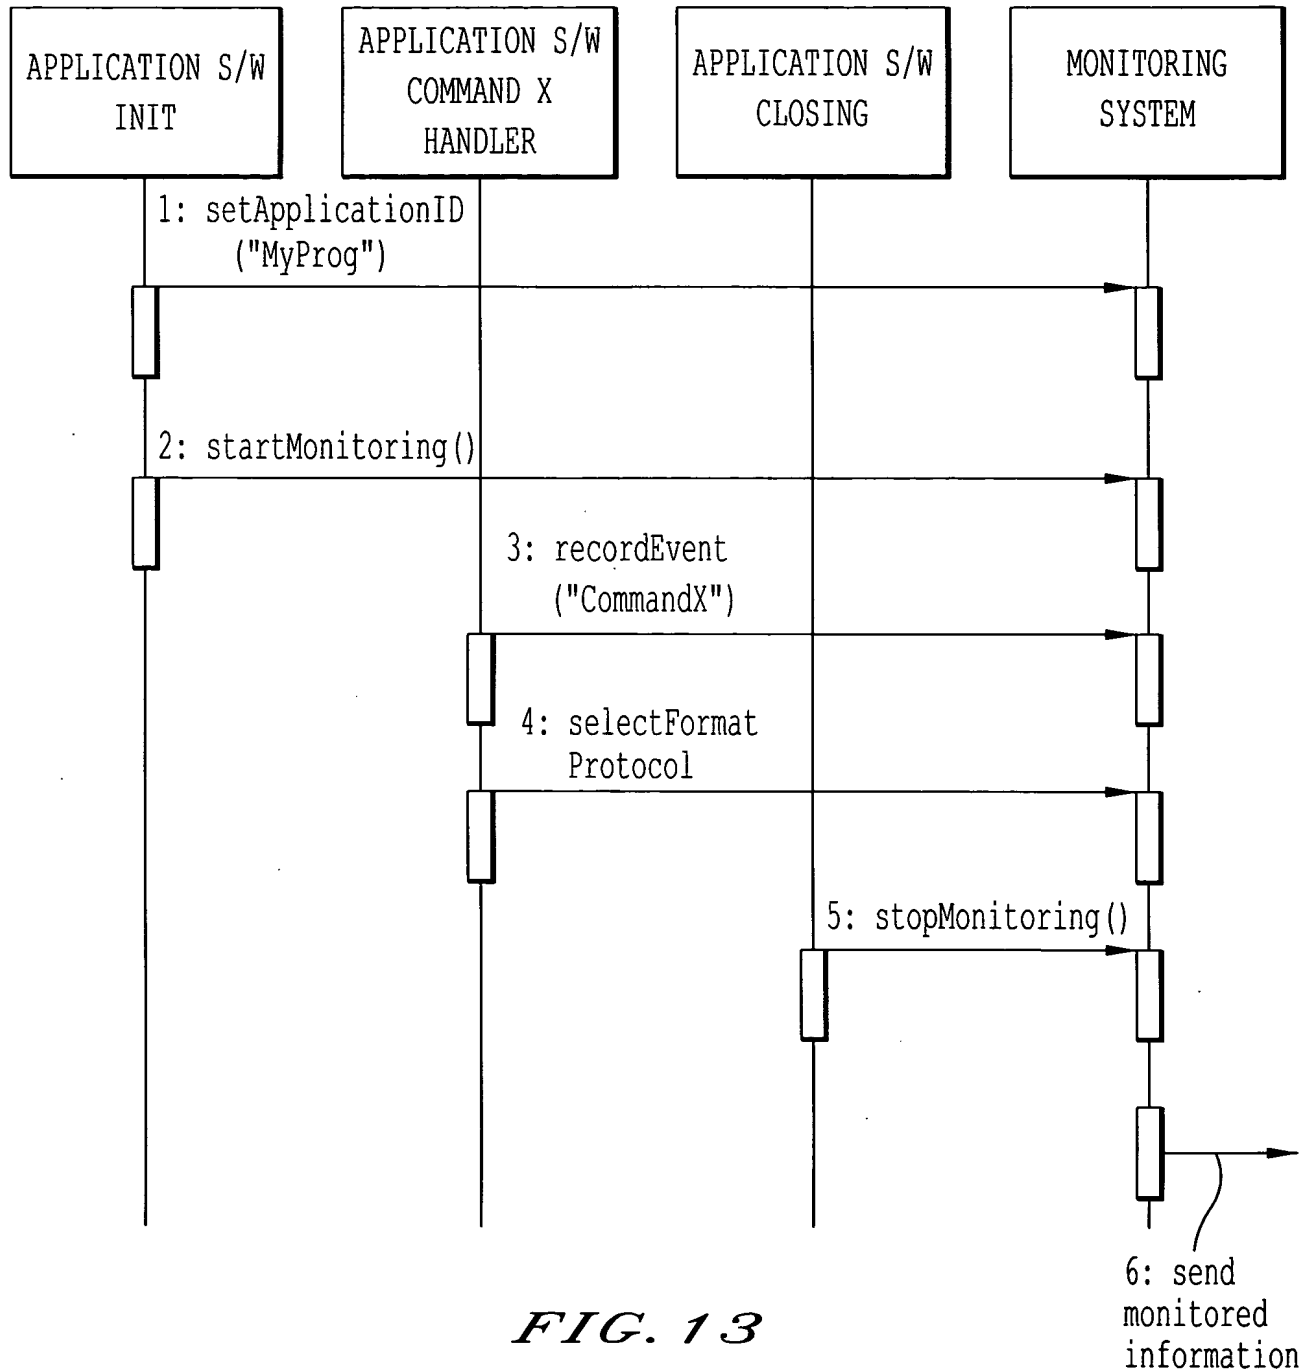 APPLICATION S/W
INIT
APPLICATION S/W
COMMAND X
HANDLER
APPLICATION S/W
CLOSING
MONITORING
SYSTEM
1: setApplicationID
("MyProg")
2: startMonitoring()
3: recordEvent
("CommandX")
4: selectFormat
Protocol
5: stopMonitoring()
6: send
monitored
information
FIG. 13